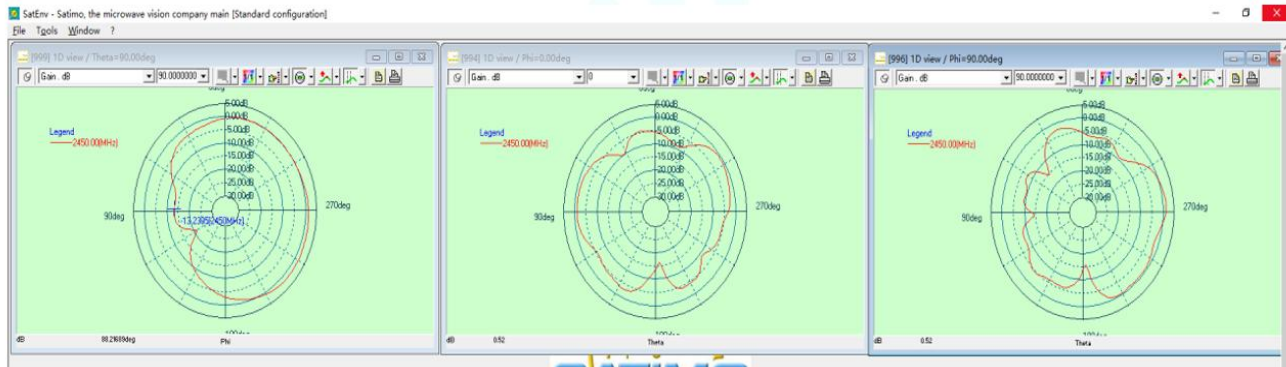 SatEnv - Satimo, the microwave vision company main [Standard configuration]
File Tools Window ?
[999] 1D view / Theta=90.00deg
Gain. dB 90.0000000
Legend
2450.00(MHz)
5.00dB
0.00dB
-5.00dB
-10.00dB
-15.00dB
-20.00dB
-25.00dB
-30.00dB
90deg
270deg
-13.2395(2450MHz)
dB 88.21689deg Phi
[994] 1D view / Phi=0.00deg
Gain. dB 0
Legend
2450.00(MHz)
5.00dB
0.00dB
-5.00dB
-10.00dB
-15.00dB
-20.00dB
-25.00dB
-30.00dB
90deg
270deg
dB 0.52 Theta
[996] 1D view / Phi=90.00deg
Gain. dB 90.0000000
Legend
2450.00(MHz)
5.00dB
0.00dB
-5.00dB
-10.00dB
-15.00dB
-20.00dB
-25.00dB
-30.00dB
90deg
270deg
dB 0.52 Theta